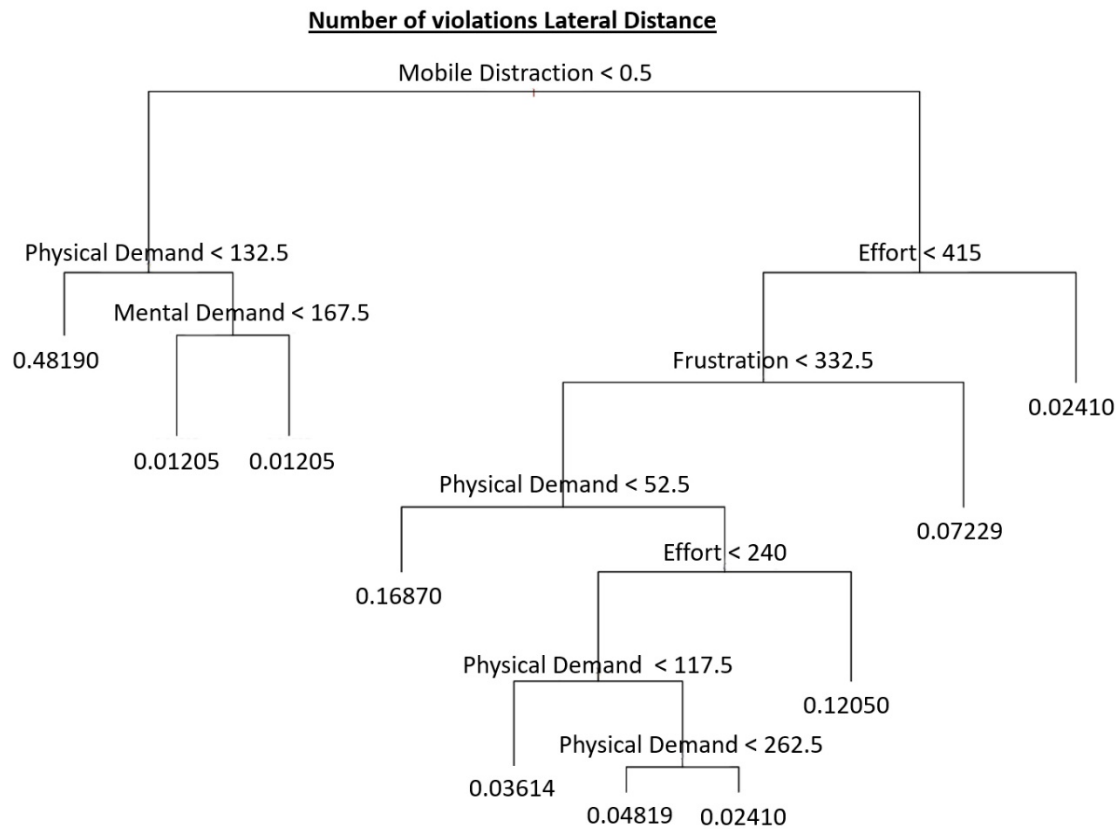 Number of violations Lateral Distance
Mobile Distraction < 0.5
Physical Demand < 132.5
Effort < 415
Mental Demand < 167.5
0.48190
Frustration < 332.5
0.02410
0.01205
0.01205
Physical Demand < 52.5
0.07229
Effort < 240
0.16870
Physical Demand < 117.5
0.12050
Physical Demand < 262.5
0.03614
0.04819
0.02410